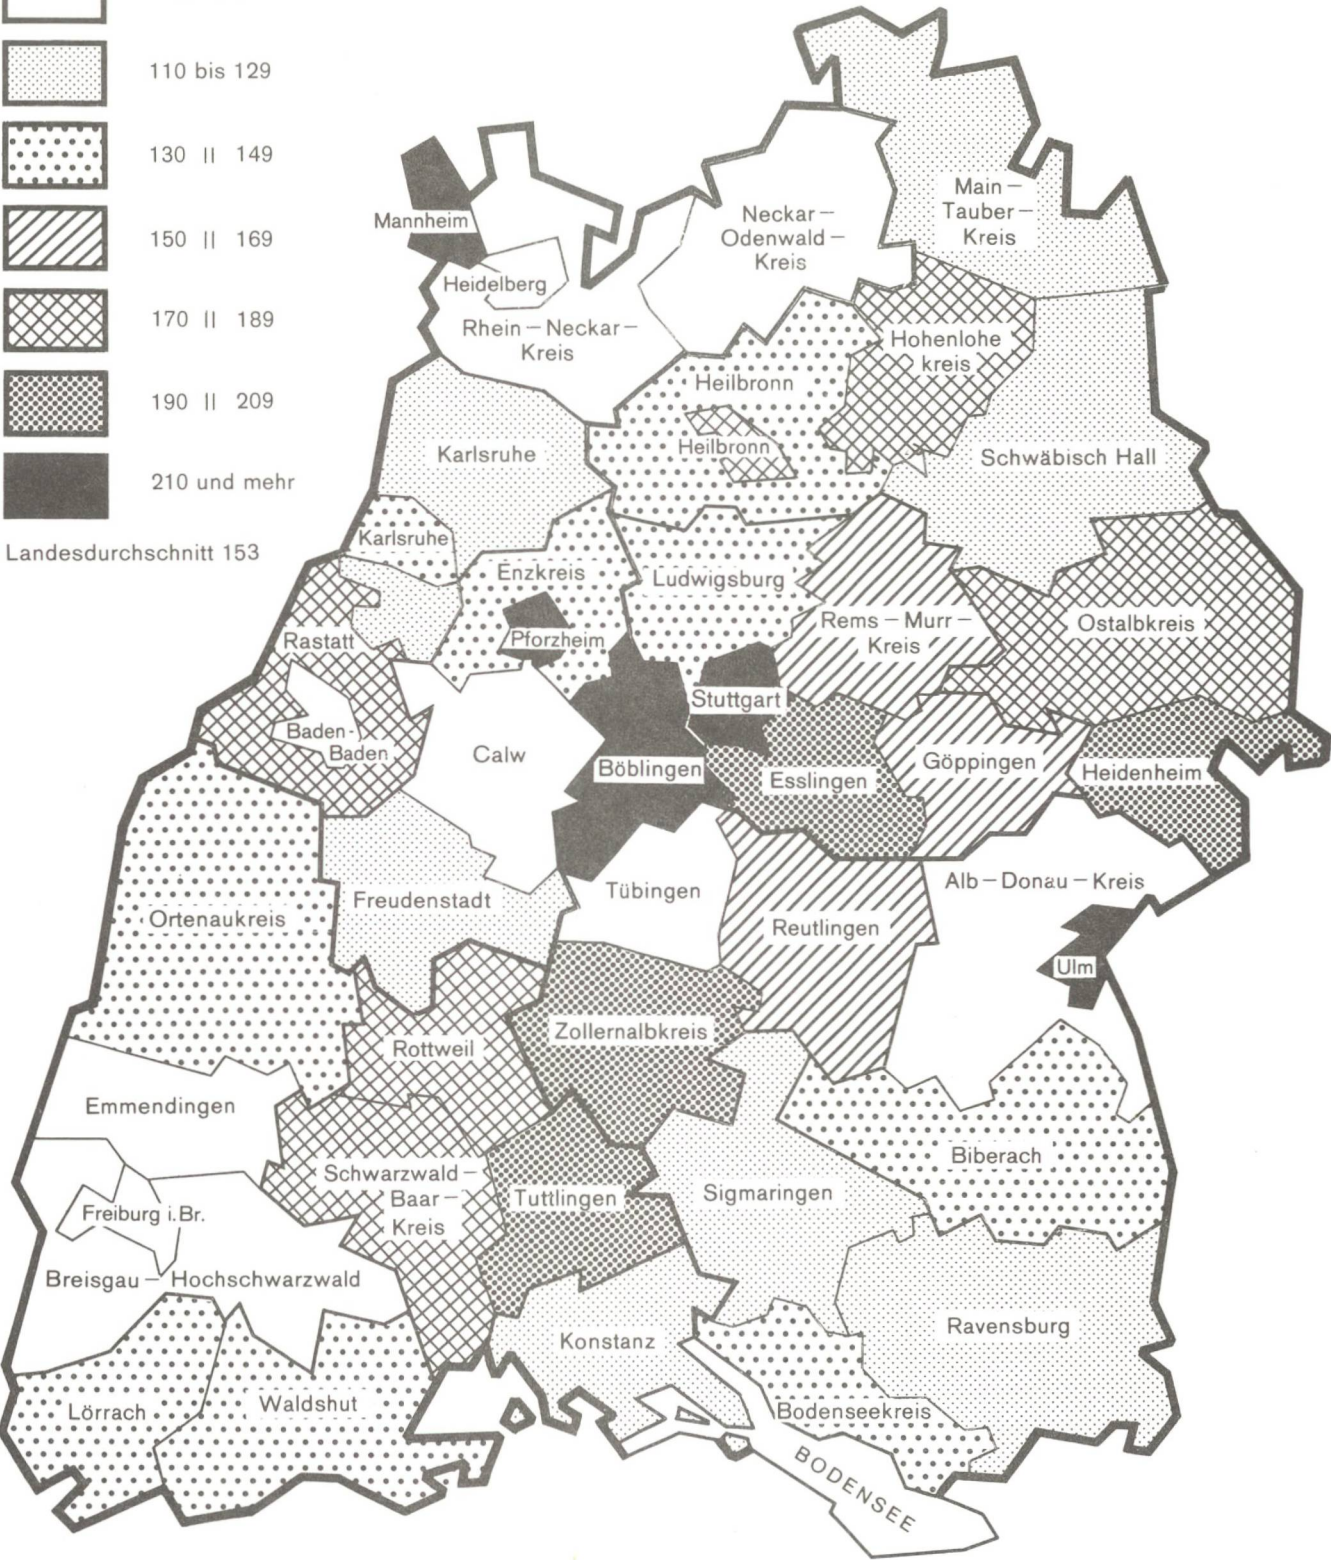 110 bis 129
130 || 149
150 || 169
170 || 189
190 || 209
210 und mehr
Landesdurchschnitt 153
Mannheim
Heidelberg
Rhein – Neckar –
Kreis
Neckar –
Odenwald –
Kreis
Main –
Tauber –
Kreis
Hohenlohe
kreis
Heilbronn
Heilbronn
Karlsruhe
Schwäbisch Hall
Karlsruhe
Enzkreis
Ludwigsburg
Pforzheim
Rems – Murr –
Kreis
Ostalbkreis
Rastatt
Stuttgart
Baden-
Baden
Calw
Böblingen
Esslingen
Göppingen
Heidenheim
Alb – Donau – Kreis
Tübingen
Freudenstadt
Ortenaukreis
Reutlingen
Ulm
Zollernalbkreis
Rottweil
Emmendingen
Biberach
Schwarzwald –
Baar –
Kreis
Tuttlingen
Sigmaringen
Freiburg i. Br.
Breisgau – Hochschwarzwald
Konstanz
Ravensburg
Lörrach
Waldshut
Bodenseekreis
BODENSEE